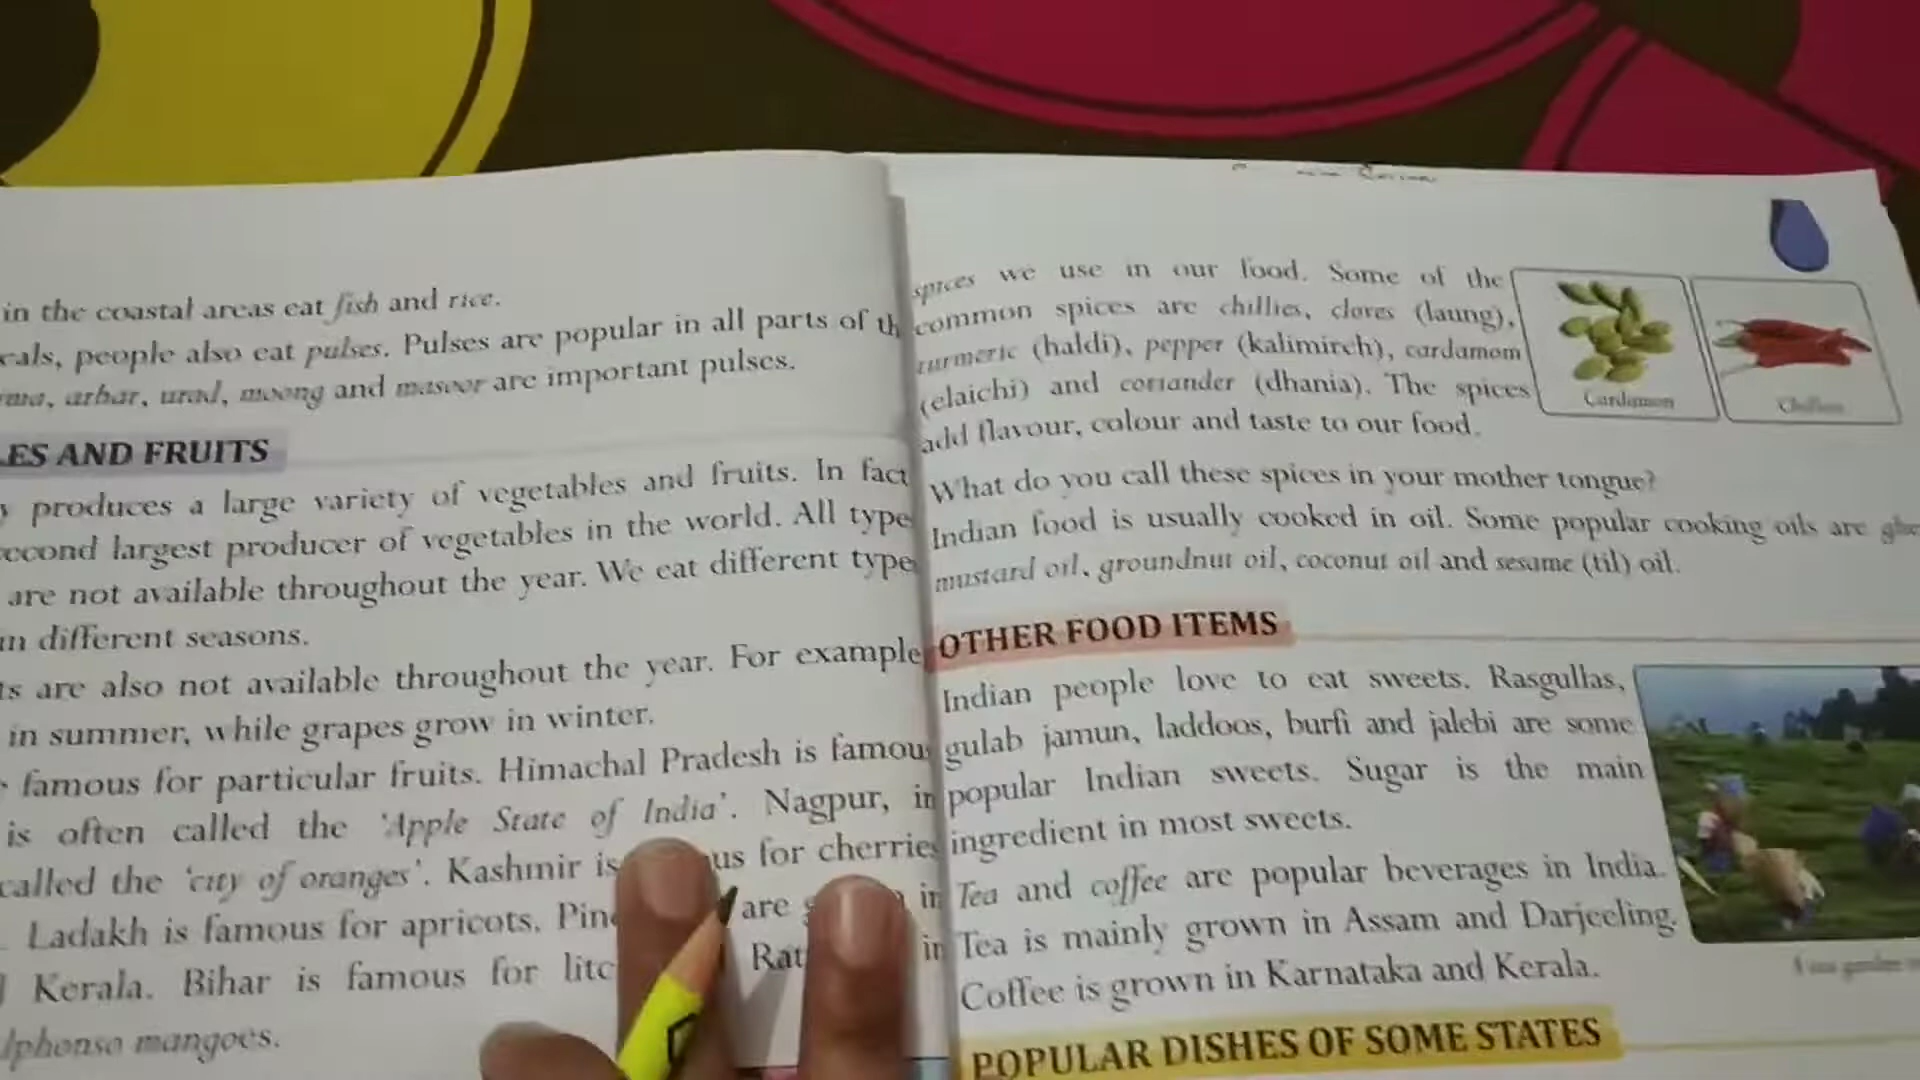 in the coastal areas eat fish and rice.
people also eat pulses. Pulses are popular in all parts of
arhar, urad, moong and masoor are important pulses.
AND FRUITS
produces a large variety of vegetables and fruits. In fact
second largest producer of vegetables in the world. All type
are not available throughout the year. We eat different type
in different seasons.
are also not available throughout the year. For example
in summer, while grapes grow in winter.
famous for particular fruits. Himachal Pradesh is famou
is often called the 'Apple State of India'. Nagpur, in
called the 'city of oranges'. Kashmir is for cherries
Ladakh is famous for apricots. are in
Kerala. Bihar is famous for in
mangoes.
spices we use in our food. Some of the
common spices are chillies, cloves (laung),
turmeric (haldi), pepper (kalimirch), cardamom
(elaichi) and coriander (dhania). The spices
add flavour, colour and taste to our food.
Cardamom
Chillies
What do you call these spices in your mother tongue?
Indian food is usually cooked in oil. Some popular cooking oils are
mustard oil, groundnut oil, coconut oil and sesame (til) oil.
OTHER FOOD ITEMS
Indian people love to eat sweets. Rasgullas,
gulab jamun, laddoos, burfi and jalebi are some
popular Indian sweets. Sugar is the main
ingredient in most sweets.
Tea and coffee are popular beverages in India.
Tea is mainly grown in Assam and Darjeeling.
Coffee is grown in Karnataka and Kerala.
POPULAR DISHES OF SOME STATES